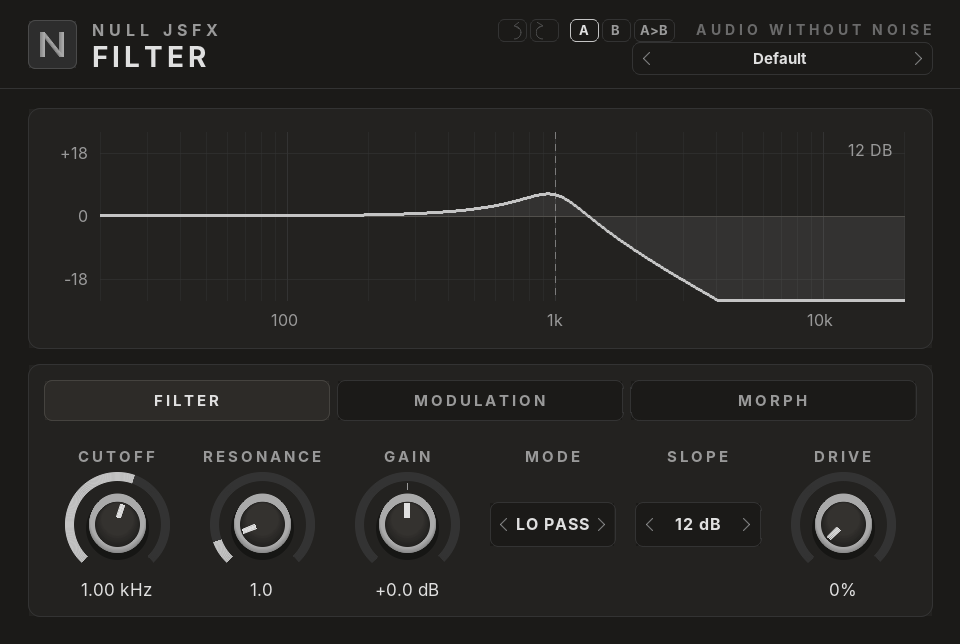 N
NULL JSFX
FILTER
A B A>B
AUDIO WITHOUT NOISE
Default
12 DB
+18
0
-18
100 1k 10k
FILTER MODULATION MORPH
CUTOFF RESONANCE GAIN MODE SLOPE DRIVE
LO PASS 12 dB
1.00 kHz 1.0 +0.0 dB 0%